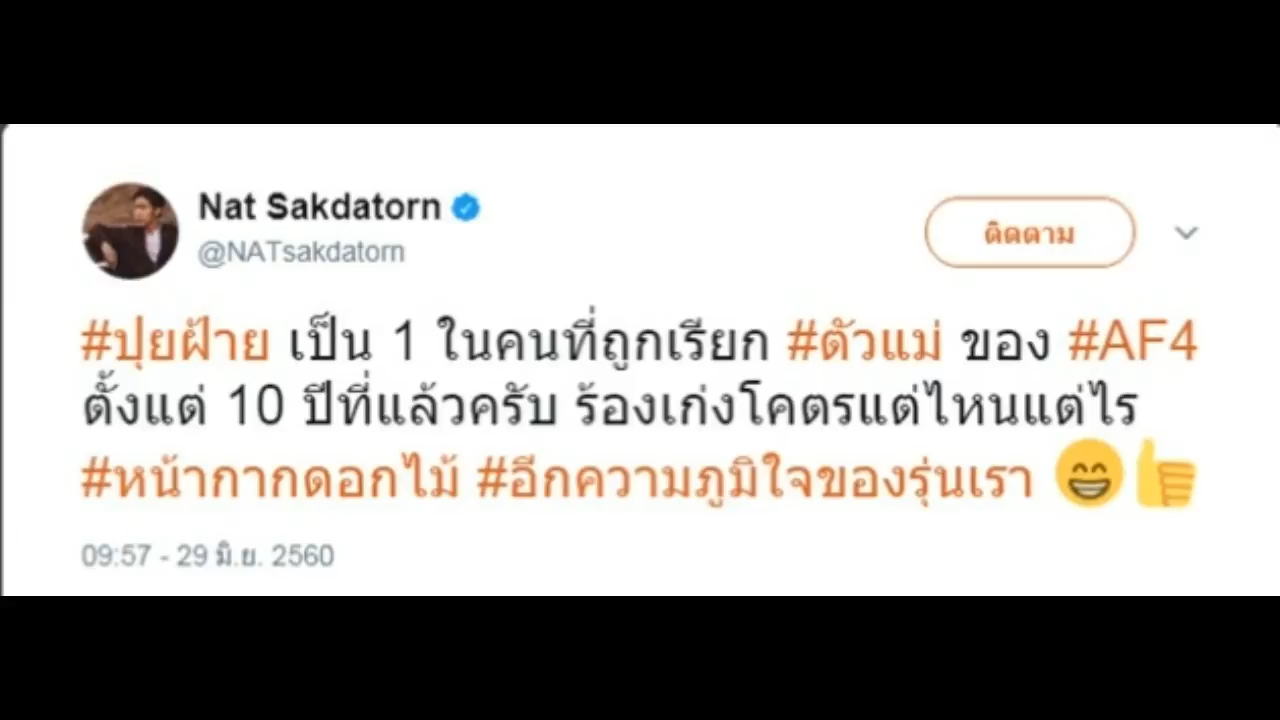 Nat Sakdatorn
@NATsakdatorn
ติดตาม
#ปุยฝ้าย เป็น 1 ในคนที่ถูกเรียก #ตัวแม่ ของ #AF4
ตั้งแต่ 10 ปีที่แล้วครับ ร้องเก่งโคตรแต่ไหนแต่ไร
#หน้ากากดอกไม้ #อีกความภูมิใจของรุ่นเรา 😁👍
09:57 - 29 มิ.ย. 2560